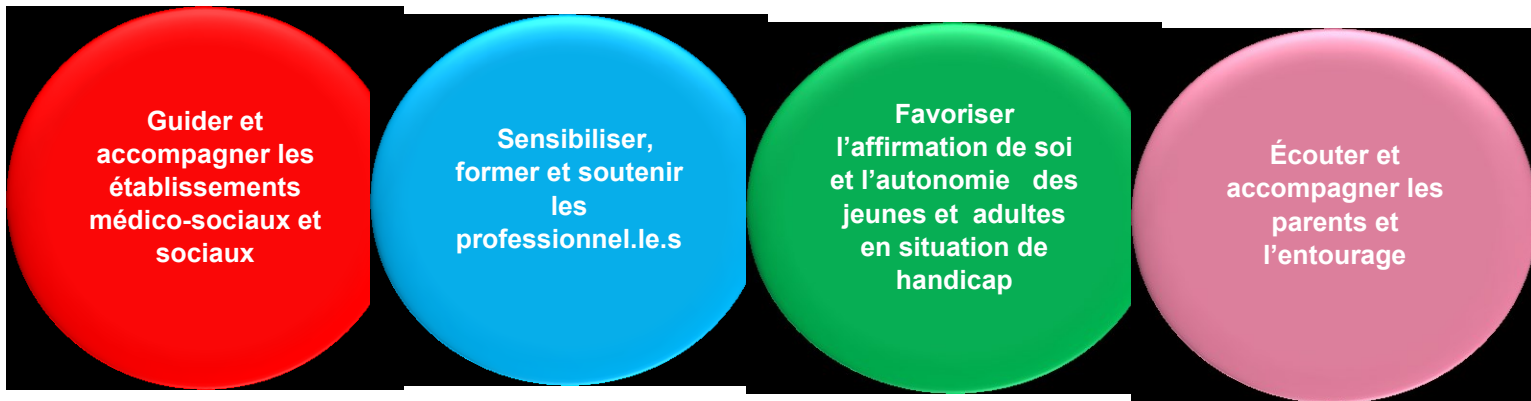 Guider et
accompagner les
établissements
médico-sociaux et
sociaux
Sensibiliser,
former et soutenir
les
professionnel.le.s
Favoriser
l’affirmation de soi
et l’autonomie des
jeunes et adultes
en situation de
handicap
Écouter et
accompagner les
parents et
l’entourage